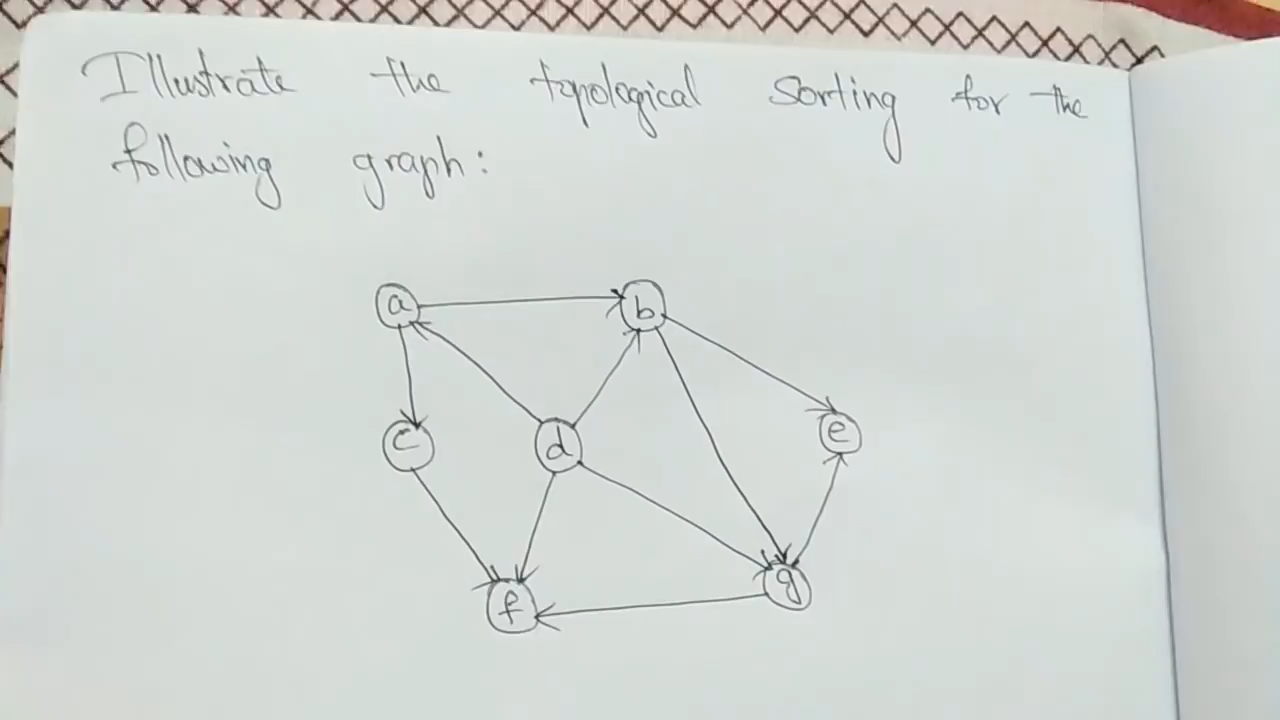 Illustrate the topological Sorting for the
following graph:
a b
c d e
f g